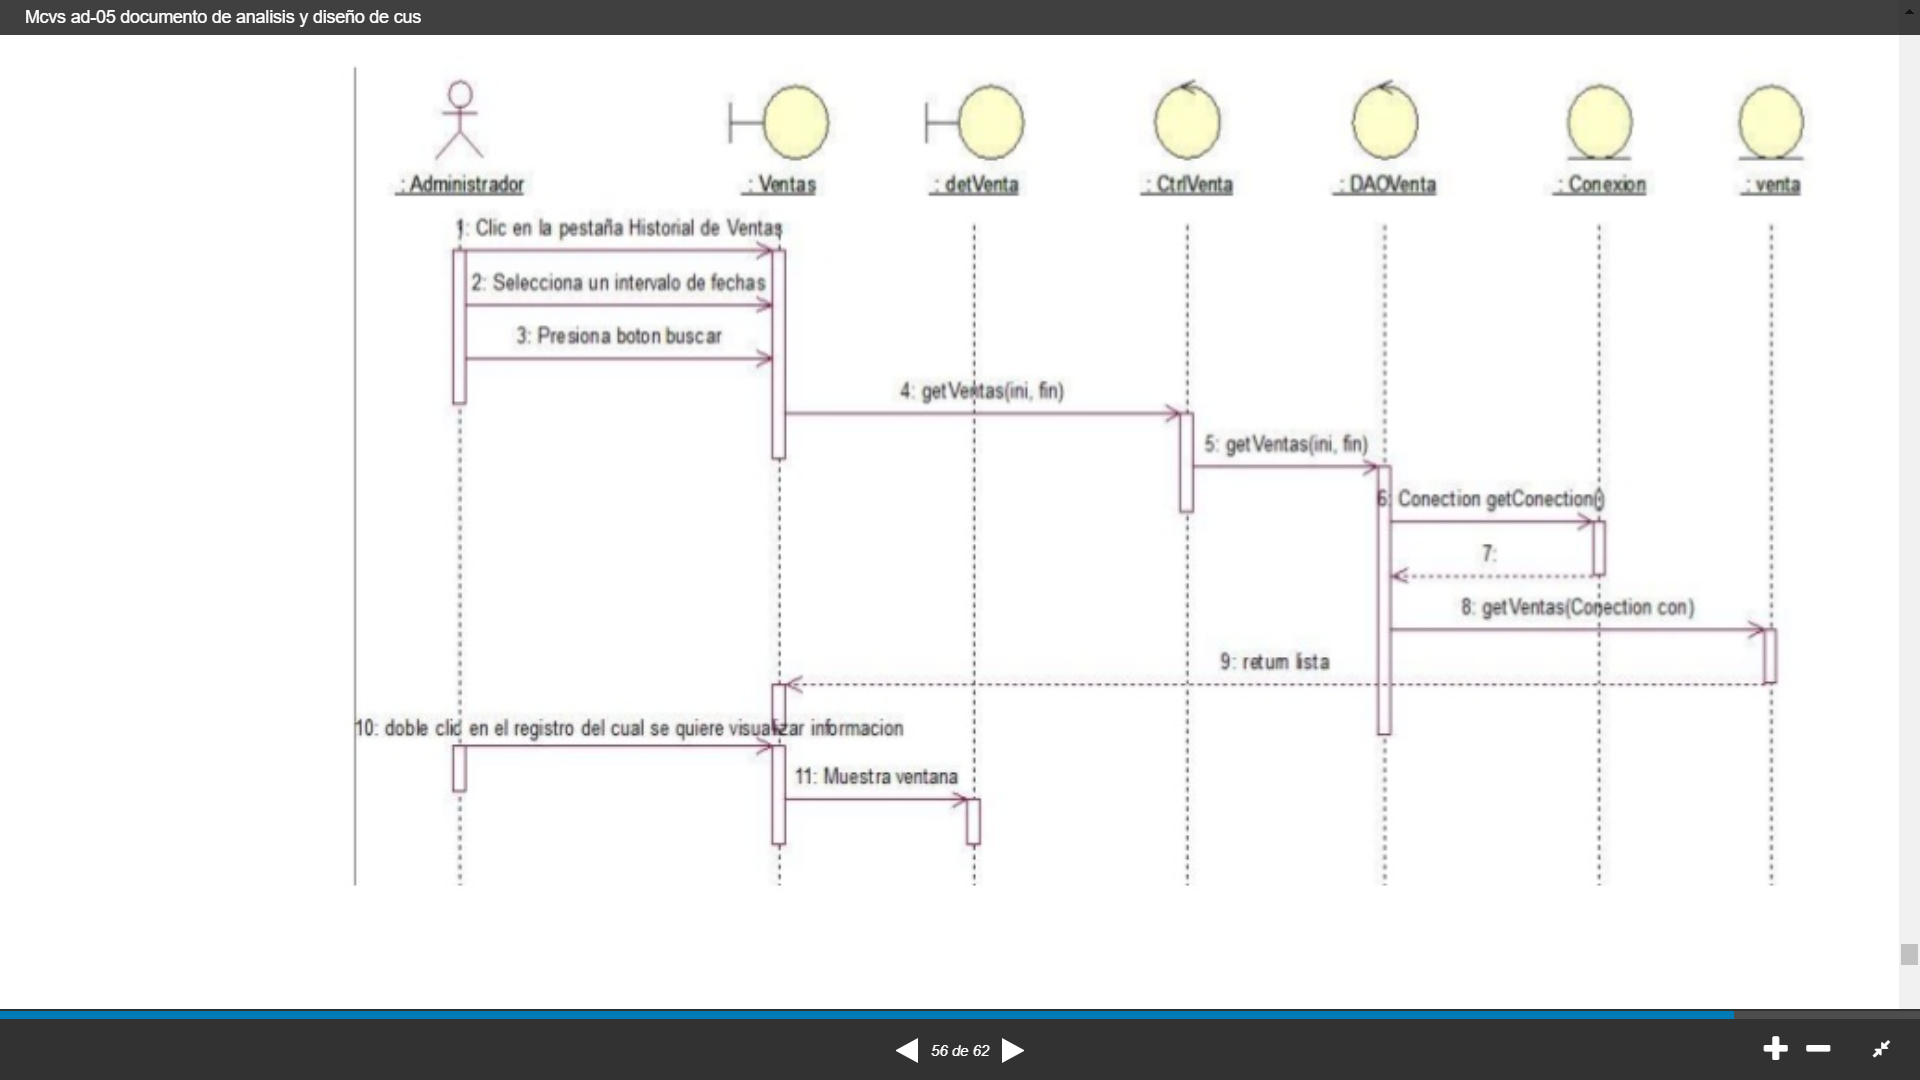 Mcvs ad-05 documento de analisis y diseño de cus
: Administrador
: Ventas
: detVenta
: CtrlVenta
: DAOVenta
: Conexion
: venta
1: Clic en la pestaña Historial de Ventas
2: Selecciona un intervalo de fechas
3: Presiona boton buscar
4: getVentas(ini, fin)
5: getVentas(ini, fin)
6: Conection getConection()
7:
8: getVentas(Conection con)
9: return lista
10: doble clic en el registro del cual se quiere visualizar informacion
11: Muestra ventana
56 de 62